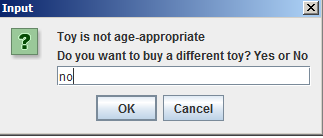 Input
Toy is not age-appropriate
Do you want to buy a different toy? Yes or No
no
OK
Cancel